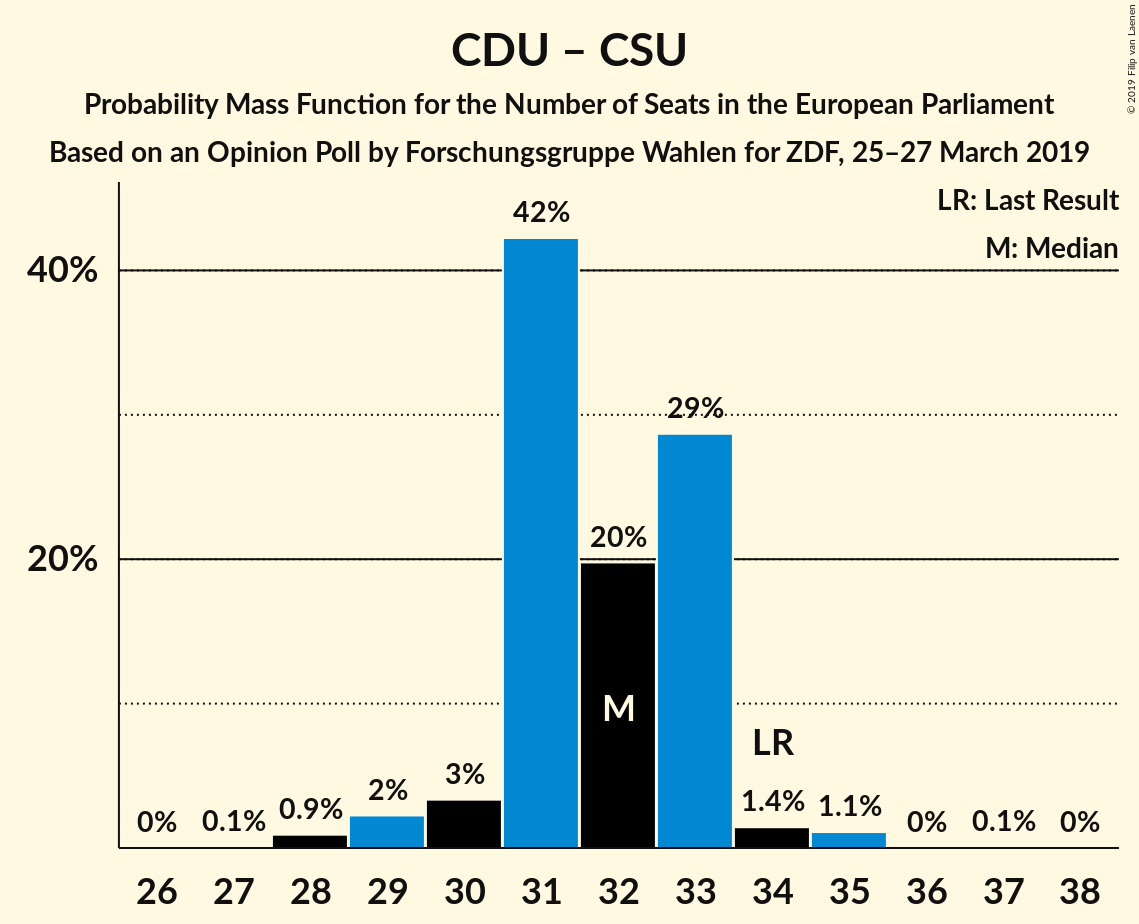 CDU – CSU
Probability Mass Function for the Number of Seats in the European Parliament
Based on an Opinion Poll by Forschungsgruppe Wahlen for ZDF, 25–27 March 2019
© 2019 Filip van Laenen
LR: Last Result
M: Median
40%
20%
0%
0.1%
0.9%
2%
3%
42%
20%
M
29%
LR
1.4%
1.1%
0%
0.1%
0%
26 27 28 29 30 31 32 33 34 35 36 37 38